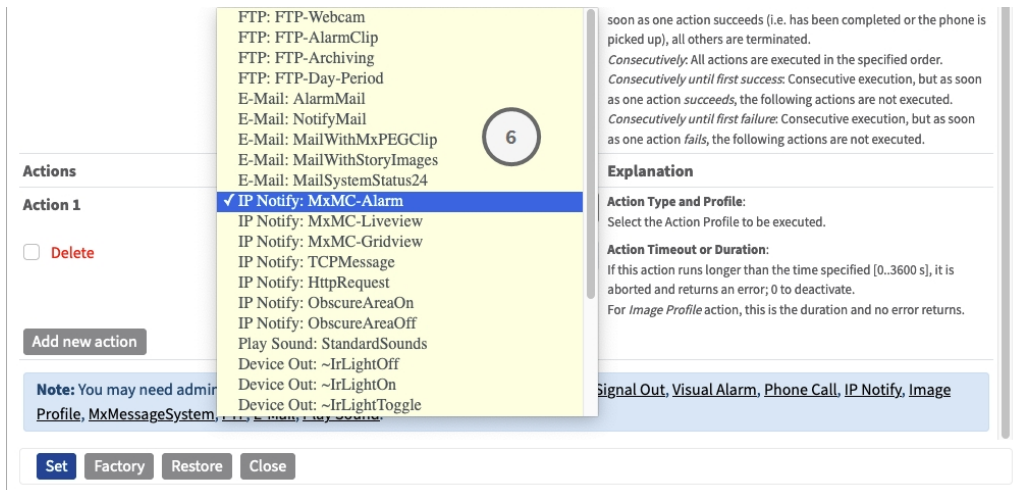 FTP: FTP-Webcam
FTP: FTP-AlarmClip
FTP: FTP-Archiving
FTP: FTP-Day-Period
E-Mail: AlarmMail
E-Mail: NotifyMail
E-Mail: MailWithMxPEGClip
E-Mail: MailWithStoryImages
E-Mail: MailSystemStatus24
✓ IP Notify: MxMC-Alarm
IP Notify: MxMC-Liveview
IP Notify: MxMC-Gridview
IP Notify: TCPMessage
IP Notify: HttpRequest
IP Notify: ObscureAreaOn
IP Notify: ObscureAreaOff
Play Sound: StandardSounds
Device Out: ~IrLightOff
Device Out: ~IrLightOn
Device Out: ~IrLightToggle
6
soon as one action succeeds (i.e. has been completed or the phone is
picked up), all others are terminated.
Consecutively: All actions are executed in the specified order.
Consecutively until first success: Consecutive execution, but as soon
as one action succeeds, the following actions are not executed.
Consecutively until first failure: Consecutive execution, but as soon
as one action fails, the following actions are not executed.
Actions
Explanation
Action 1
Action Type and Profile:
Select the Action Profile to be executed.
Delete
Action Timeout or Duration:
If this action runs longer than the time specified [0..3600 s], it is
aborted and returns an error; 0 to deactivate.
For Image Profile action, this is the duration and no error returns.
Add new action
Note: You may need admin Signal Out, Visual Alarm, Phone Call, IP Notify, Image
Profile, MxMessageSystem, FTP, E-Mail, Play Sound.
Set Factory Restore Close